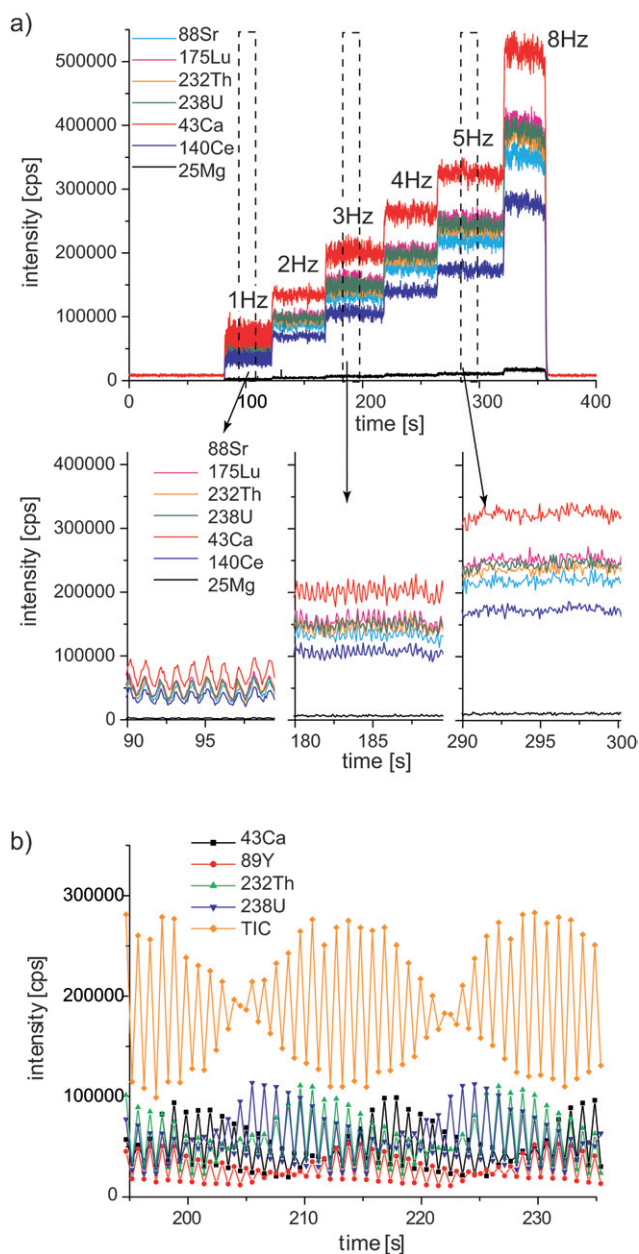 a)
88Sr
175Lu
232Th
238U
43Ca
140Ce
25Mg
intensity [cps]
500000
400000
300000
200000
100000
0
1Hz
2Hz
3Hz
4Hz
5Hz
8Hz
0
100
200
300
400
time [s]
88Sr
175Lu
232Th
238U
43Ca
140Ce
25Mg
intensity [cps]
400000
300000
200000
100000
0
90
95
180
185
290
295
300
time [s]
time [s]
b)
43Ca
89Y
232Th
238U
TIC
intensity [cps]
300000
200000
100000
0
200
210
220
230
time [s]